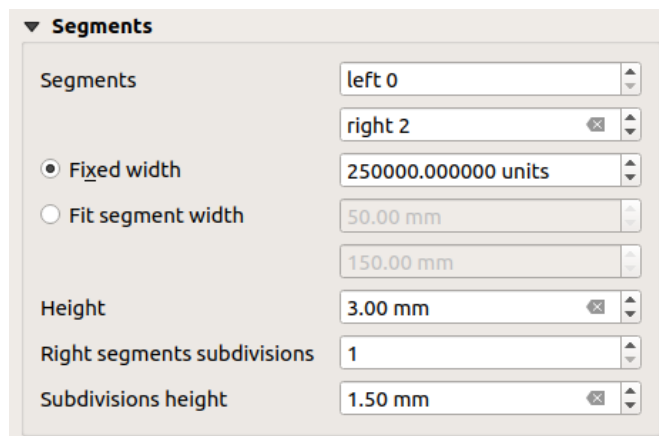 Segments
Segments left 0
right 2
Fixed width 250000.000000 units
Fit segment width 50.00 mm
150.00 mm
Height 3.00 mm
Right segments subdivisions 1
Subdivisions height 1.50 mm